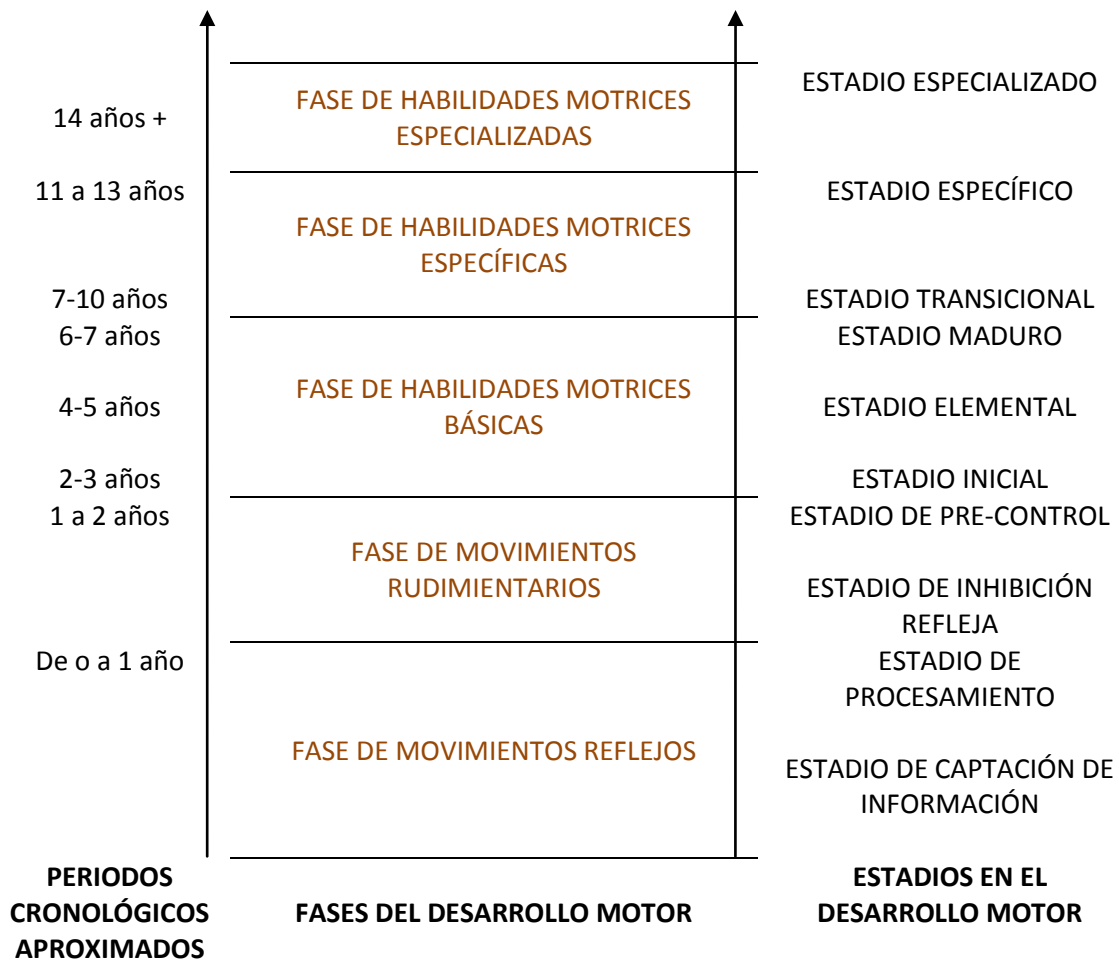 ESTADIO ESPECIALIZADO
FASE DE HABILIDADES MOTRICES
ESPECIALIZADAS
14 años +
11 a 13 años
ESTADIO ESPECÍFICO
FASE DE HABILIDADES MOTRICES
ESPECÍFICAS
7-10 años
ESTADIO TRANSICIONAL
6-7 años
ESTADIO MADURO
FASE DE HABILIDADES MOTRICES
BÁSICAS
4-5 años
ESTADIO ELEMENTAL
2-3 años
ESTADIO INICIAL
1 a 2 años
ESTADIO DE PRE-CONTROL
FASE DE MOVIMIENTOS
RUDIMIENTARIOS
ESTADIO DE INHIBICIÓN
REFLEJA
De o a 1 año
ESTADIO DE
PROCESAMIENTO
FASE DE MOVIMIENTOS REFLEJOS
ESTADIO DE CAPTACIÓN DE
INFORMACIÓN
PERIODOS
CRONOLÓGICOS
APROXIMADOS
FASES DEL DESARROLLO MOTOR
ESTADIOS EN EL
DESARROLLO MOTOR